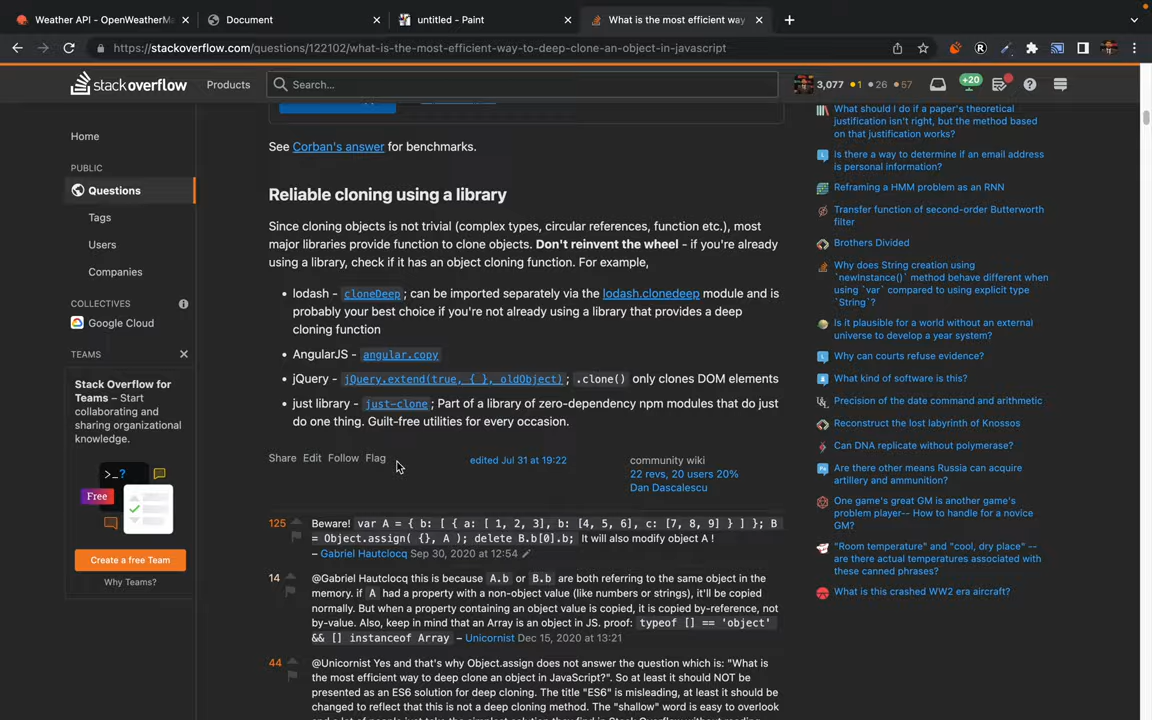 Weather API - OpenWeatherM
Document
untitled - Paint
What is the most efficient way
https://stackoverflow.com/questions/122102/what-is-the-most-efficient-way-to-deep-clone-an-object-in-javascript
stackoverflow
Products
Search...
3,077 1 26 57
+20
Home
PUBLIC
Questions
Tags
Users
Companies
COLLECTIVES
Google Cloud
TEAMS
Stack Overflow for
Teams – Start
collaborating and
sharing organizational
knowledge.
>_?
Free
Create a free Team
Why Teams?
See Corban's answer for benchmarks.
Reliable cloning using a library
Since cloning objects is not trivial (complex types, circular references, function etc.), most
major libraries provide function to clone objects. Don't reinvent the wheel - if you're already
using a library, check if it has an object cloning function. For example,
• lodash - cloneDeep; can be imported separately via the lodash.clonedeep module and is
probably your best choice if you're not already using a library that provides a deep
cloning function
• AngularJS - angular.copy
• jQuery - jQuery.extend(true, { }, oldObject); .clone() only clones DOM elements
• just library - just-clone; Part of a library of zero-dependency npm modules that do just
do one thing. Guilt-free utilities for every occasion.
Share Edit Follow Flag
edited Jul 31 at 19:22
community wiki
22 revs, 20 users 20%
Dan Dascalescu
125 Beware! var A = { b: [ { a: [ 1, 2, 3], b: [4, 5, 6], c: [7, 8, 9] } ] }; B
= Object.assign( {}, A ); delete B.b[0].b; It will also modify object A !
– Gabriel Hautclocq Sep 30, 2020 at 12:54
14 @Gabriel Hautclocq this is because A.b or B.b are both referring to the same object in the
memory. if A had a property with a non-object value (like numbers or strings), it'll be copied
normally. But when a property containing an object value is copied, it is copied by-reference, not
by-value. Also, keep in mind that an Array is an object in JS. proof: typeof [] == 'object'
&& [] instanceof Array – Unicornist Dec 15, 2020 at 13:21
44 @Unicornist Yes and that's why Object.assign does not answer the question which is: "What is
the most efficient way to deep clone an object in JavaScript?". So at least it should NOT be
presented as an ES6 solution for deep cloning. The title "ES6" is misleading, at least it should be
changed to reflect that this is not a deep cloning method. The "shallow" word is easy to overlook
What should I do if a paper's theoretical
justification isn't right, but the method based
on that justification works?
Is there a way to determine if an email address
is personal information?
Reframing a HMM problem as an RNN
Transfer function of second-order Butterworth
filter
Brothers Divided
Why does String creation using
`newInstance()` method behave different when
using `var` compared to using explicit type
`String`?
Is it plausible for a world without an external
universe to develop a year system?
Why can courts refuse evidence?
What kind of software is this?
Precision of the date command and arithmetic
Reconstruct the lost labyrinth of Knossos
Can DNA replicate without polymerase?
Are there other means Russia can acquire
artillery and ammunition?
One game's great GM is another game's
problem player-- How to handle for a novice
GM?
"Room temperature" and "cool, dry place" --
are there actual temperatures associated with
these canned phrases?
What is this crashed WW2 era aircraft?